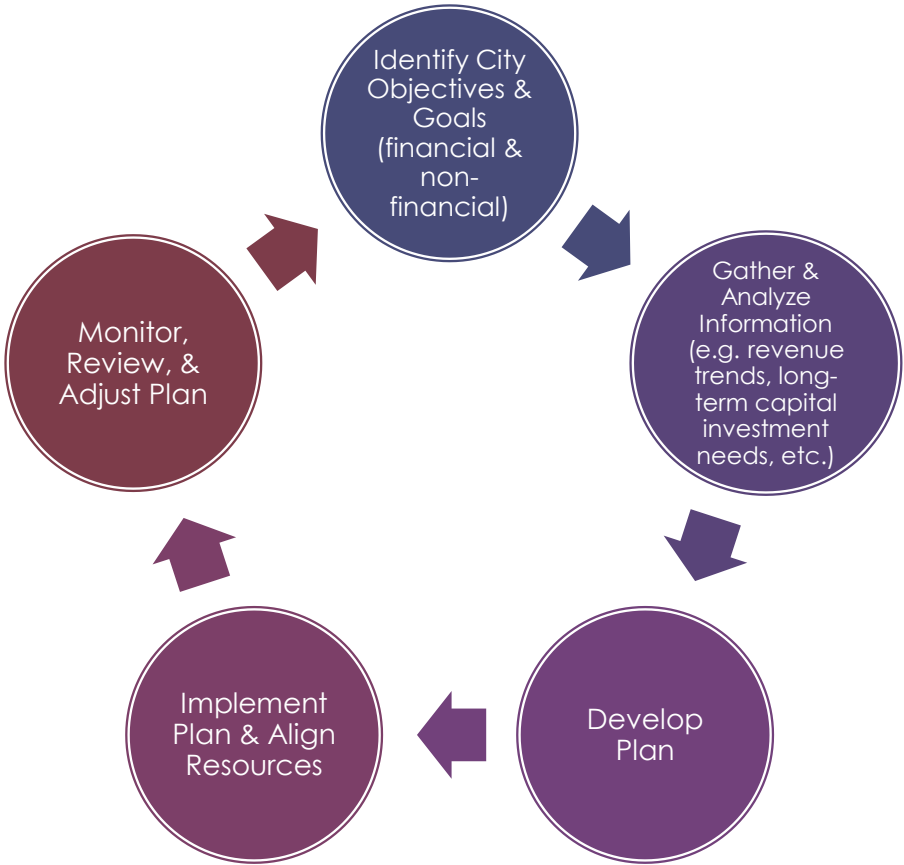 Identify City
Objectives &
Goals
(financial &
non-
financial)
Gather &
Analyze
Information
(e.g. revenue
trends, long-
term capital
investment
needs, etc.)
Develop
Plan
Implement
Plan & Align
Resources
Monitor,
Review, &
Adjust Plan